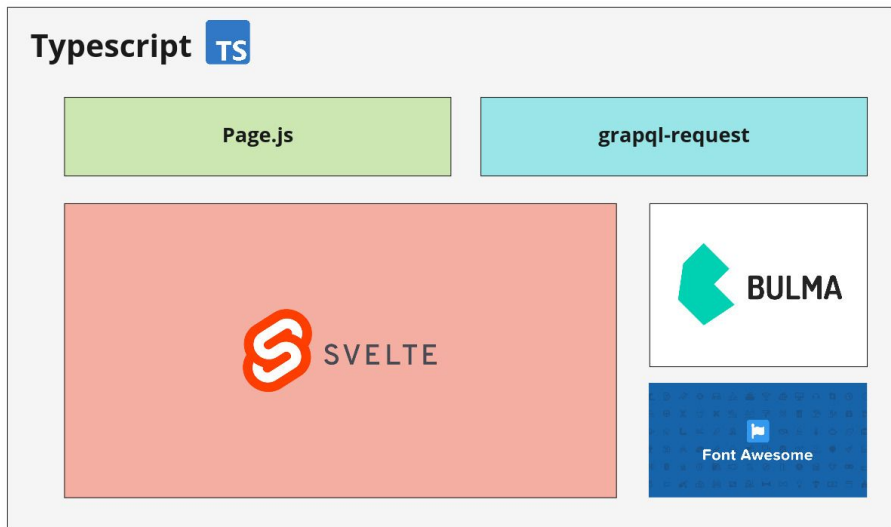 Typescript TS
Page.js
grapql-request
SVELTE
BULMA
Font Awesome